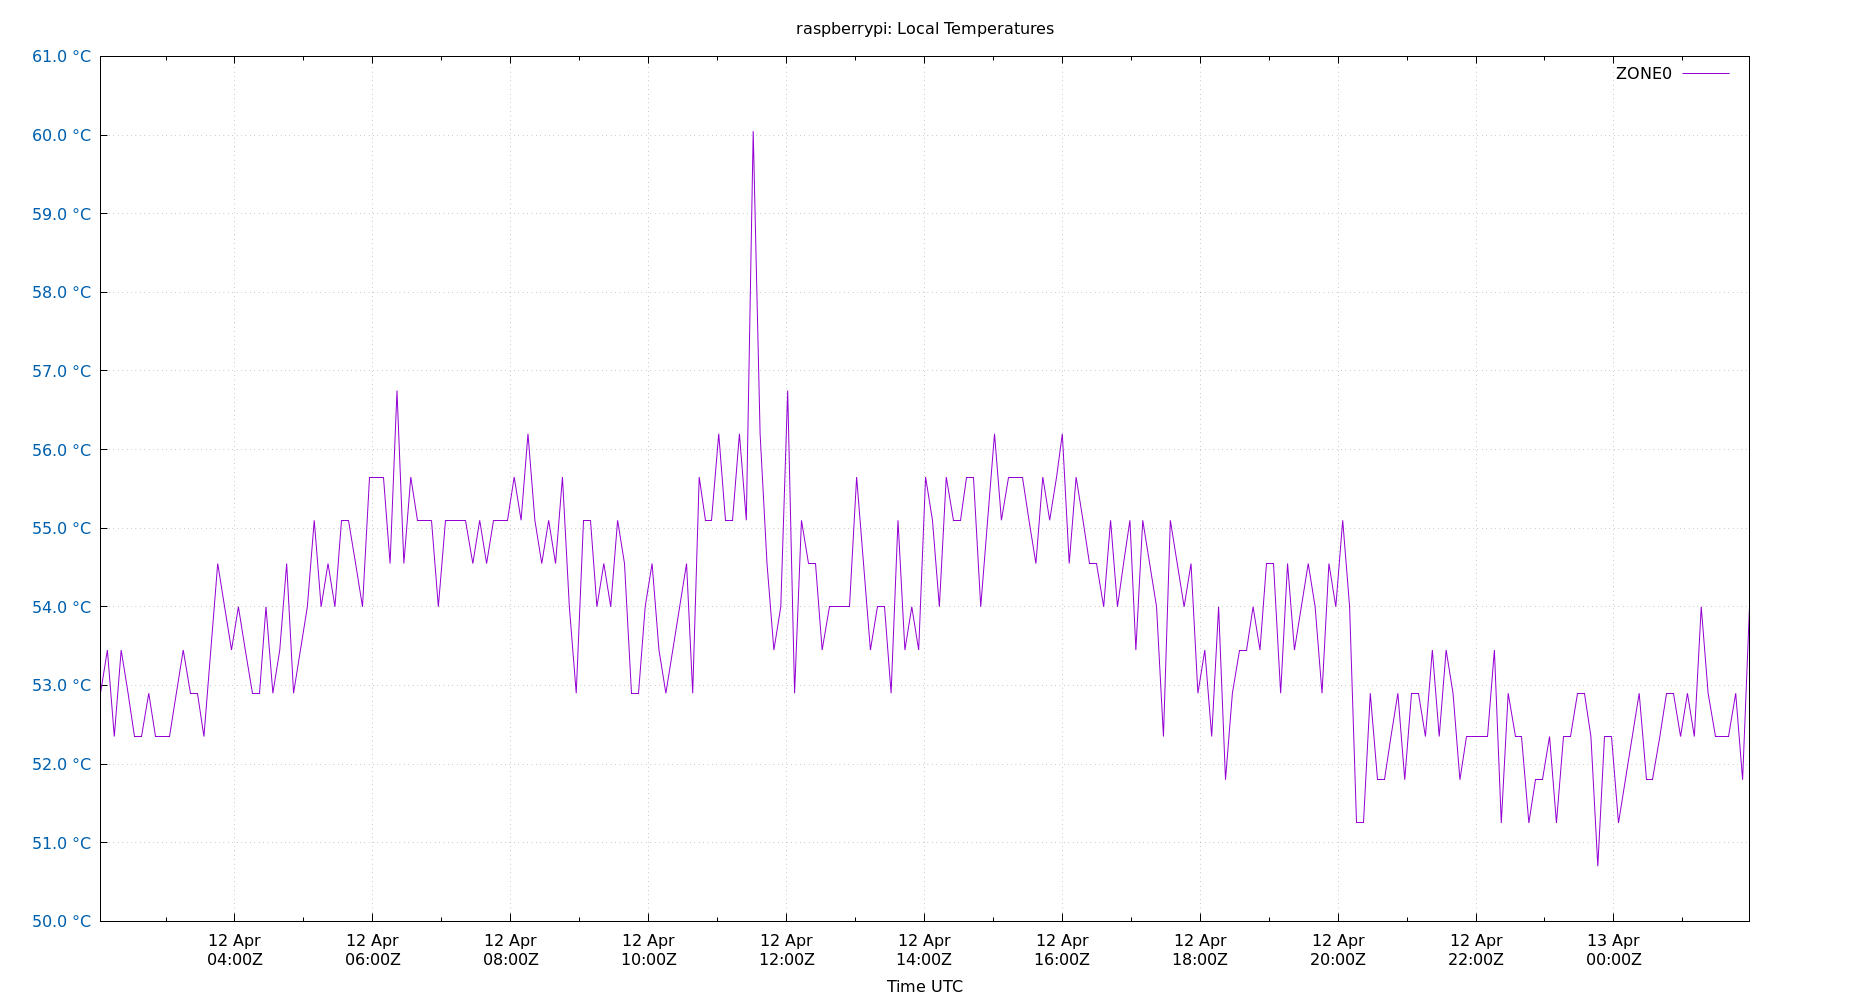 raspberrypi: Local Temperatures
61.0 °C
60.0 °C
59.0 °C
58.0 °C
57.0 °C
56.0 °C
55.0 °C
54.0 °C
53.0 °C
52.0 °C
51.0 °C
50.0 °C
ZONE0
12 Apr 12 Apr 12 Apr 12 Apr 12 Apr 12 Apr 12 Apr 12 Apr 12 Apr 12 Apr 13 Apr
04:00Z 06:00Z 08:00Z 10:00Z 12:00Z 14:00Z 16:00Z 18:00Z 20:00Z 22:00Z 00:00Z
Time UTC